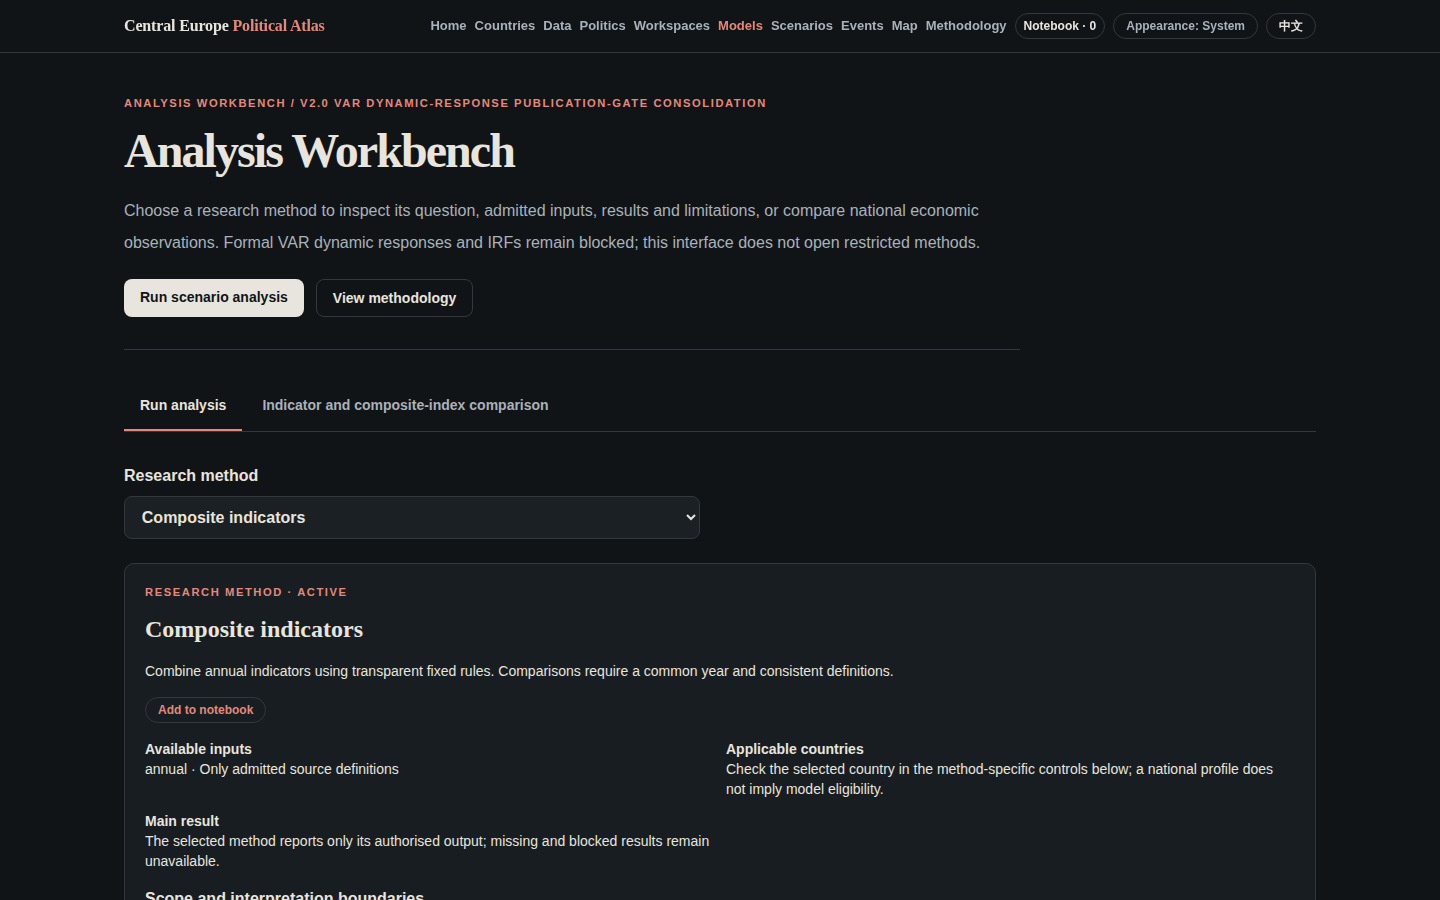 Central Europe Political Atlas
Home Countries Data Politics Workspaces Models Scenarios Events Map Methodology Notebook · 0 Appearance: System 中文
ANALYSIS WORKBENCH / V2.0 VAR DYNAMIC-RESPONSE PUBLICATION-GATE CONSOLIDATION
Analysis Workbench
Choose a research method to inspect its question, admitted inputs, results and limitations, or compare national economic
observations. Formal VAR dynamic responses and IRFs remain blocked; this interface does not open restricted methods.
Run scenario analysis View methodology
Run analysis Indicator and composite-index comparison
Research method
Composite indicators
RESEARCH METHOD · ACTIVE
Composite indicators
Combine annual indicators using transparent fixed rules. Comparisons require a common year and consistent definitions.
Add to notebook
Available inputs
annual · Only admitted source definitions
Applicable countries
Check the selected country in the method-specific controls below; a national profile does
not imply model eligibility.
Main result
The selected method reports only its authorised output; missing and blocked results remain
unavailable.
Scope and interpretation boundaries